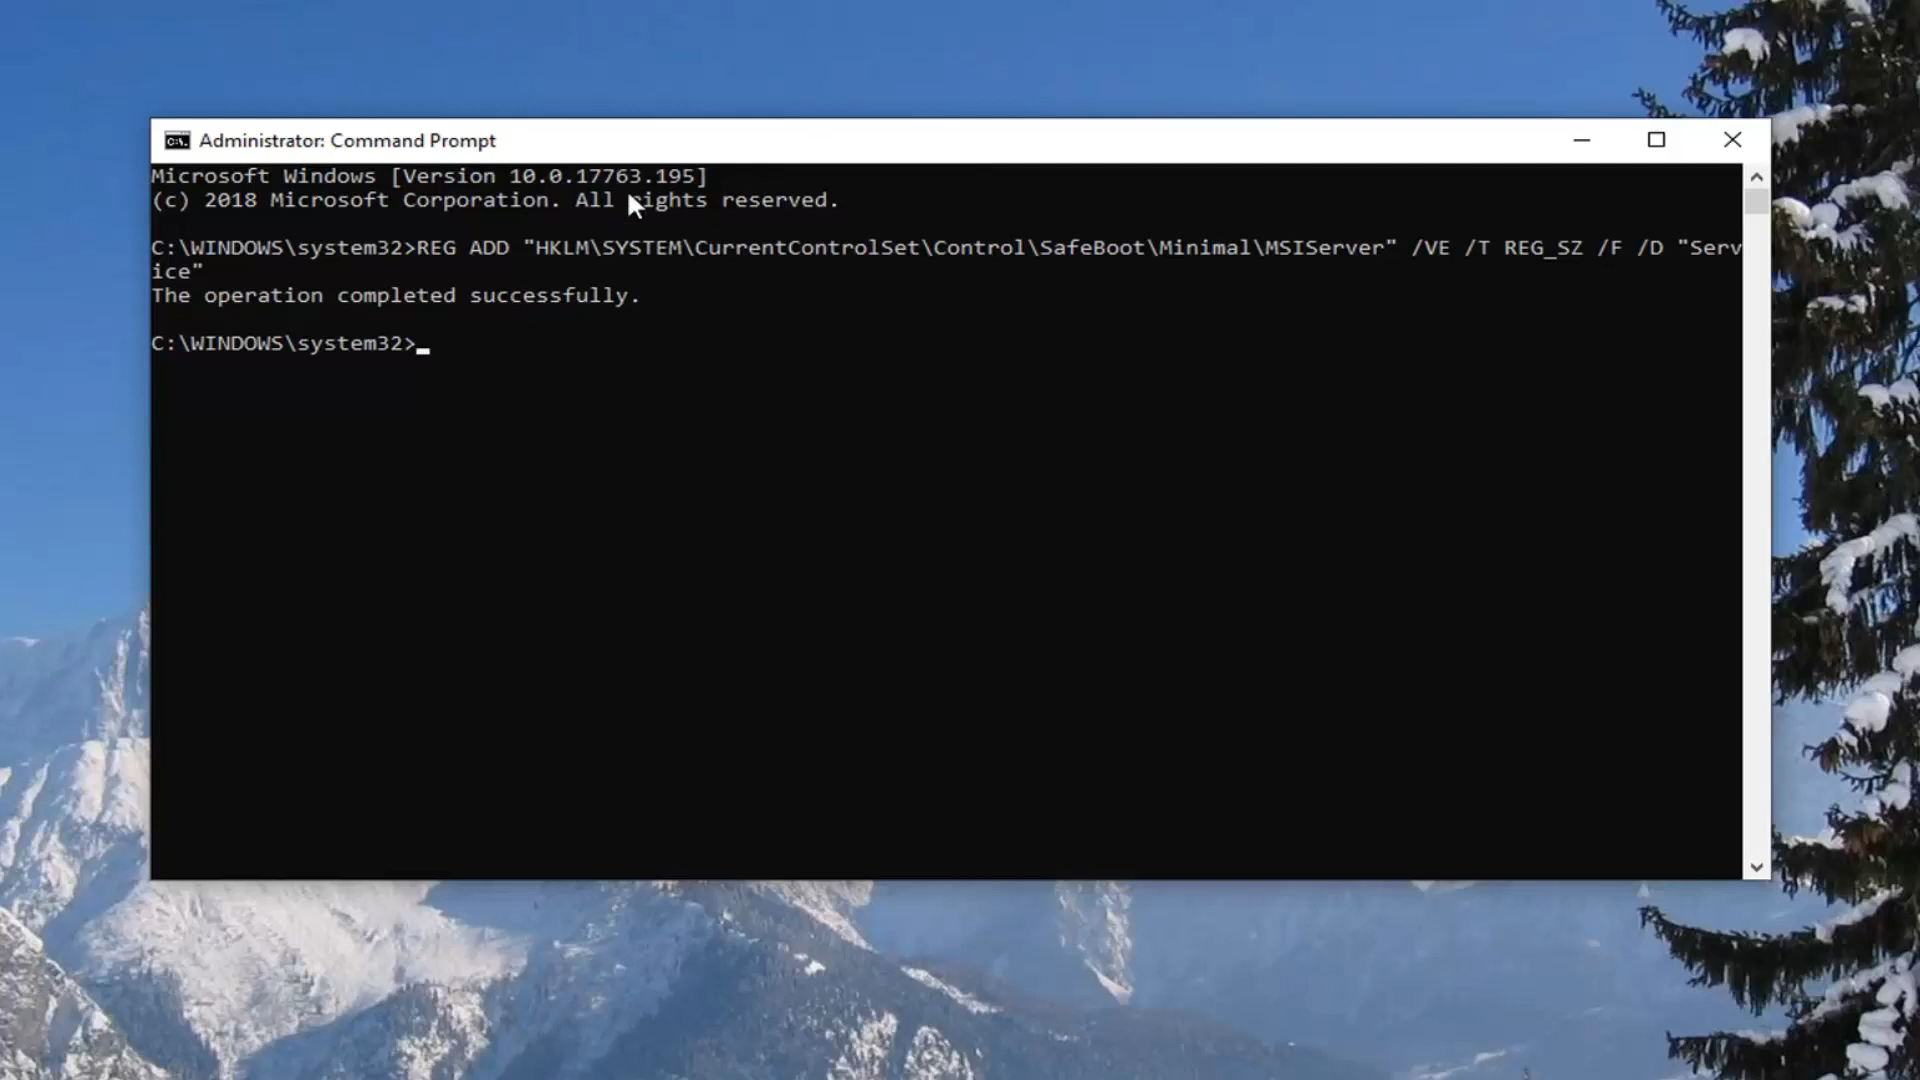 Administrator: Command Prompt
Microsoft Windows [Version 10.0.17763.195]
(c) 2018 Microsoft Corporation. All rights reserved.
C:\WINDOWS\system32>REG ADD "HKLM\SYSTEM\CurrentControlSet\Control\SafeBoot\Minimal\MSIServer" /VE /T REG_SZ /F /D "Serv
ice"
The operation completed successfully.
C:\WINDOWS\system32>